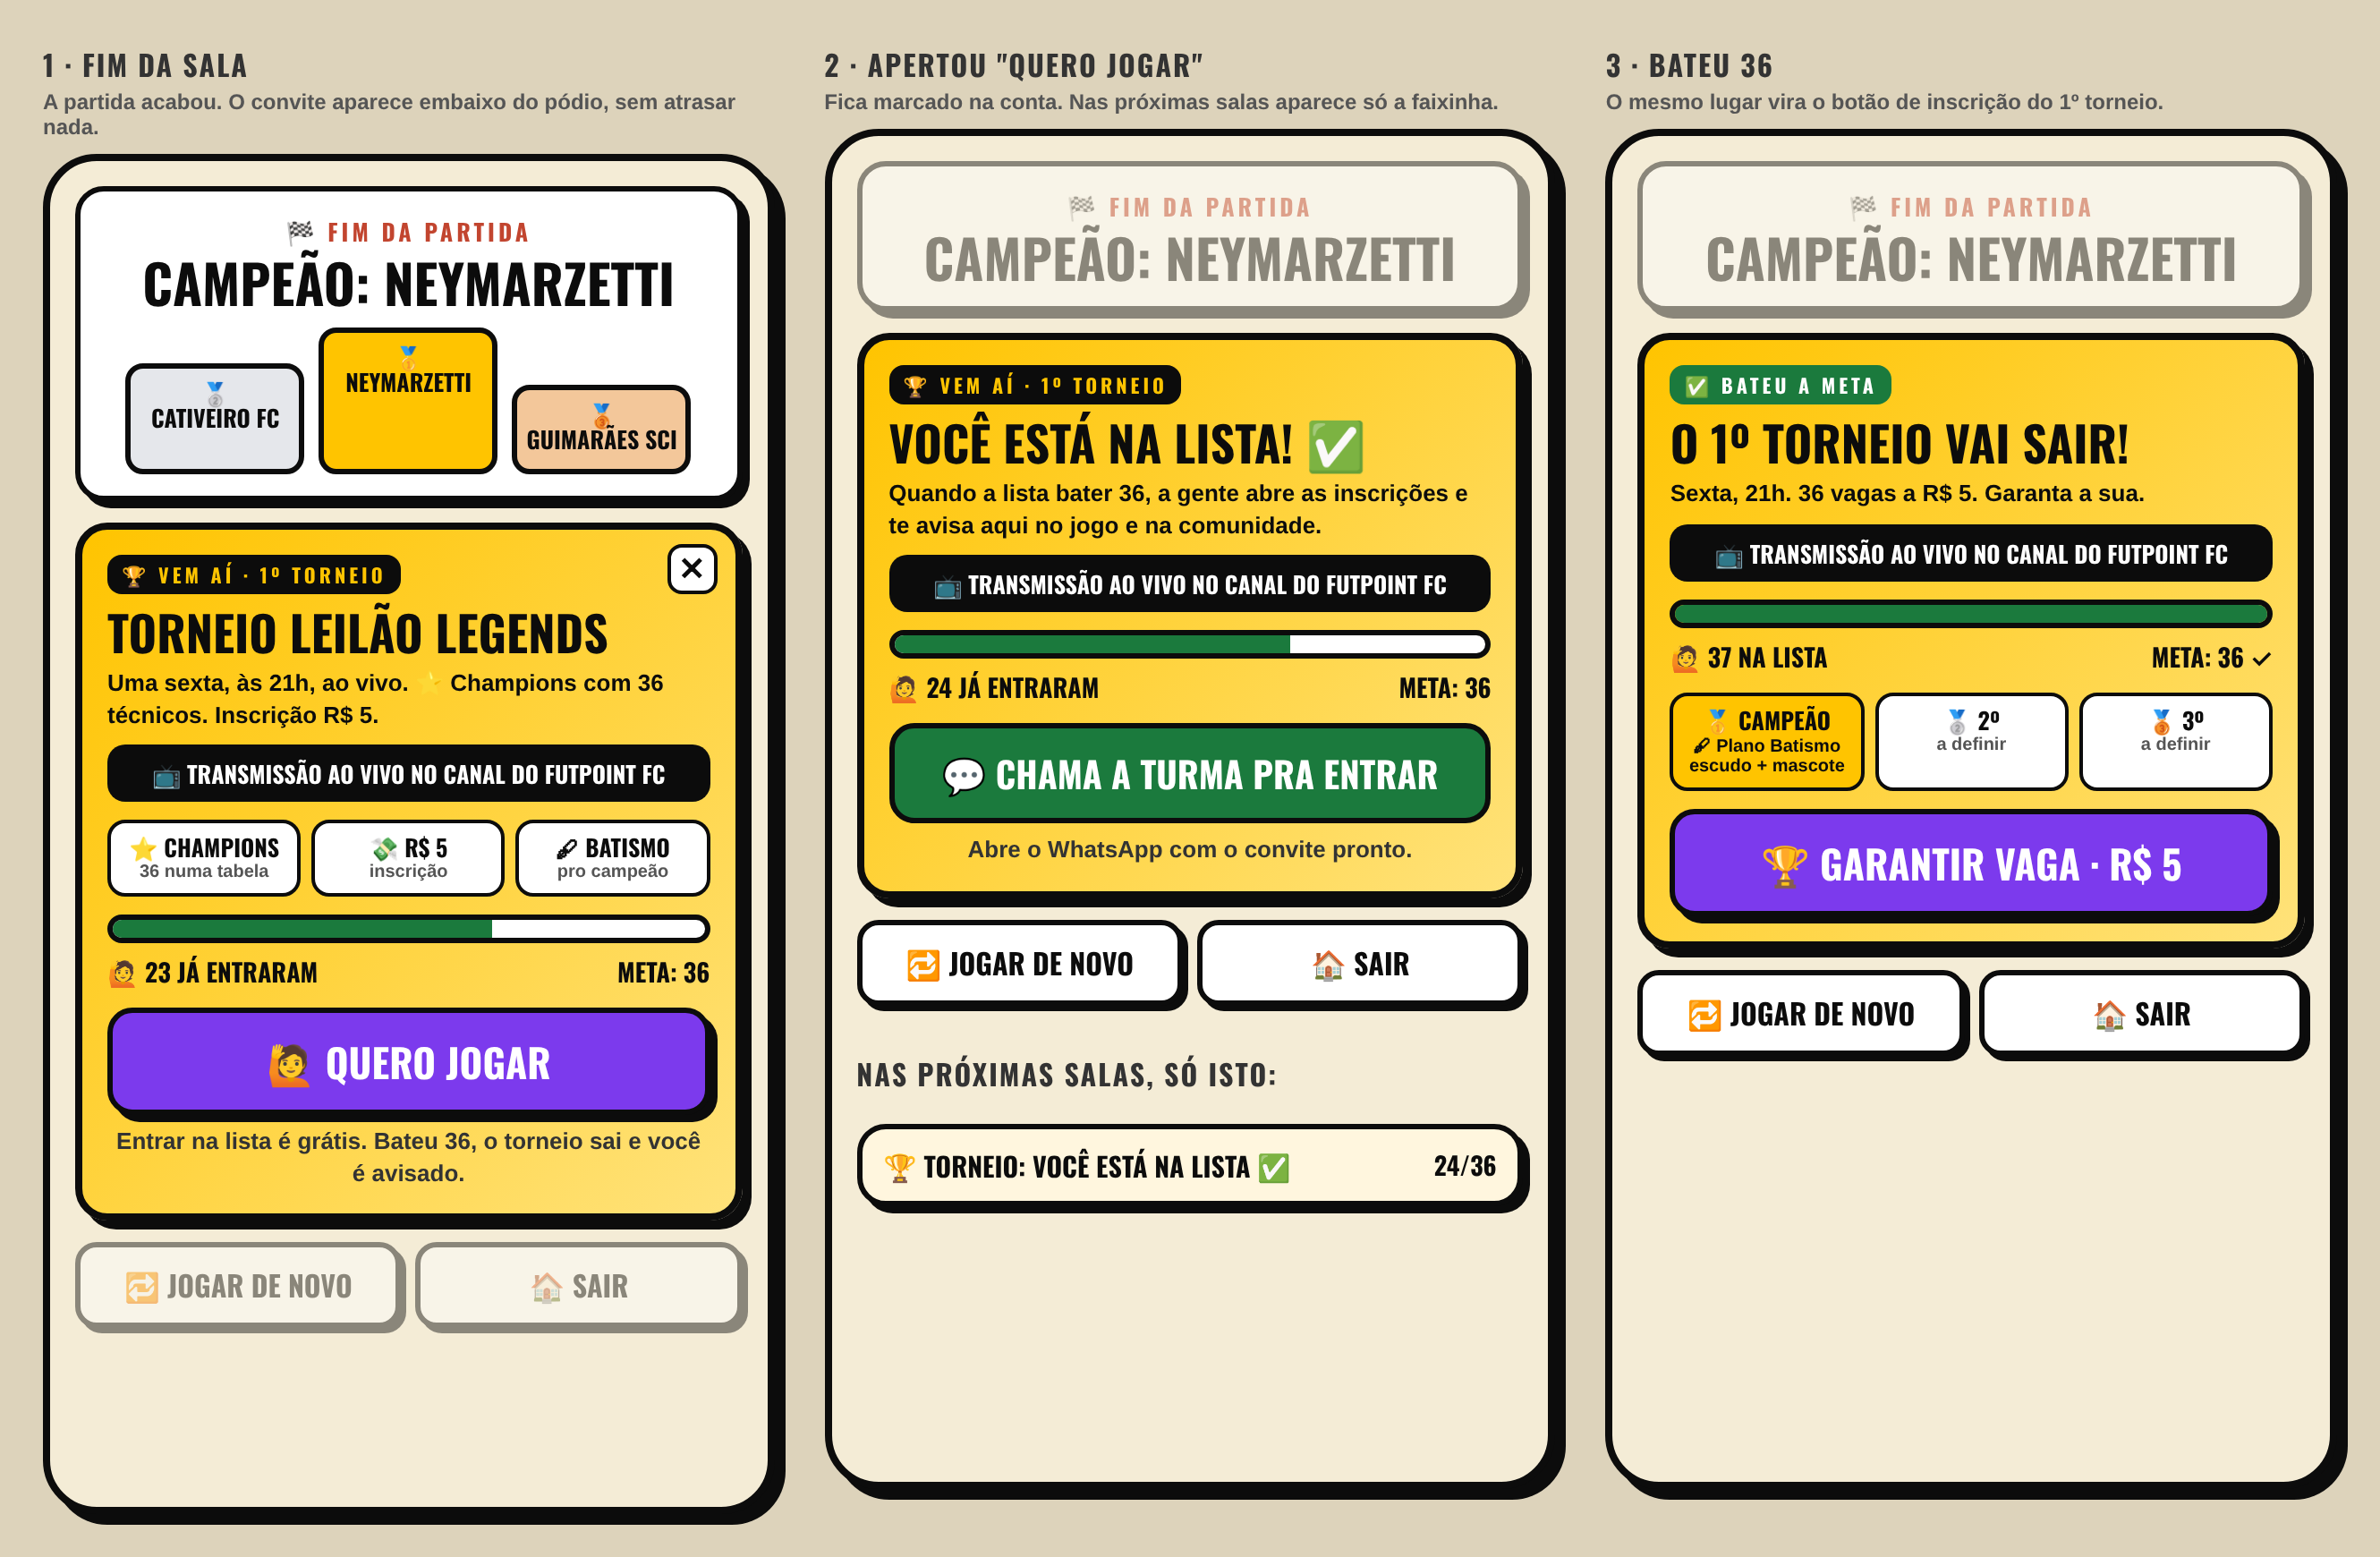 1 · FIM DA SALA
A partida acabou. O convite aparece embaixo do pódio, sem atrasar
nada.
🏁 FIM DA PARTIDA
CAMPEÃO: NEYMARZETTI
🥇
NEYMARZETTI
🥈
CATIVEIRO FC
🥉
GUIMARÃES SCI
🏆 VEM AÍ · 1º TORNEIO
✕
TORNEIO LEILÃO LEGENDS
Uma sexta, às 21h, ao vivo. ⭐ Champions com 36
técnicos. Inscrição R$ 5.
📺 TRANSMISSÃO AO VIVO NO CANAL DO FUTPOINT FC
⭐ CHAMPIONS
36 numa tabela
💸 R$ 5
inscrição
🖌 BATISMO
pro campeão
🙋 23 JÁ ENTRARAM
META: 36
🙋 QUERO JOGAR
Entrar na lista é grátis. Bateu 36, o torneio sai e você
é avisado.
🔁 JOGAR DE NOVO
🏠 SAIR
2 · APERTOU "QUERO JOGAR"
Fica marcado na conta. Nas próximas salas aparece só a faixinha.
🏁 FIM DA PARTIDA
CAMPEÃO: NEYMARZETTI
🏆 VEM AÍ · 1º TORNEIO
VOCÊ ESTÁ NA LISTA! ✅
Quando a lista bater 36, a gente abre as inscrições e
te avisa aqui no jogo e na comunidade.
📺 TRANSMISSÃO AO VIVO NO CANAL DO FUTPOINT FC
🙋 24 JÁ ENTRARAM
META: 36
💬 CHAMA A TURMA PRA ENTRAR
Abre o WhatsApp com o convite pronto.
🔁 JOGAR DE NOVO
🏠 SAIR
NAS PRÓXIMAS SALAS, SÓ ISTO:
🏆 TORNEIO: VOCÊ ESTÁ NA LISTA ✅
24/36
3 · BATEU 36
O mesmo lugar vira o botão de inscrição do 1º torneio.
🏁 FIM DA PARTIDA
CAMPEÃO: NEYMARZETTI
✅ BATEU A META
O 1º TORNEIO VAI SAIR!
Sexta, 21h. 36 vagas a R$ 5. Garanta a sua.
📺 TRANSMISSÃO AO VIVO NO CANAL DO FUTPOINT FC
🙋 37 NA LISTA
META: 36 ✓
🥇 CAMPEÃO
🖌 Plano Batismo
escudo + mascote
🥈 2º
a definir
🥉 3º
a definir
🏆 GARANTIR VAGA · R$ 5
🔁 JOGAR DE NOVO
🏠 SAIR